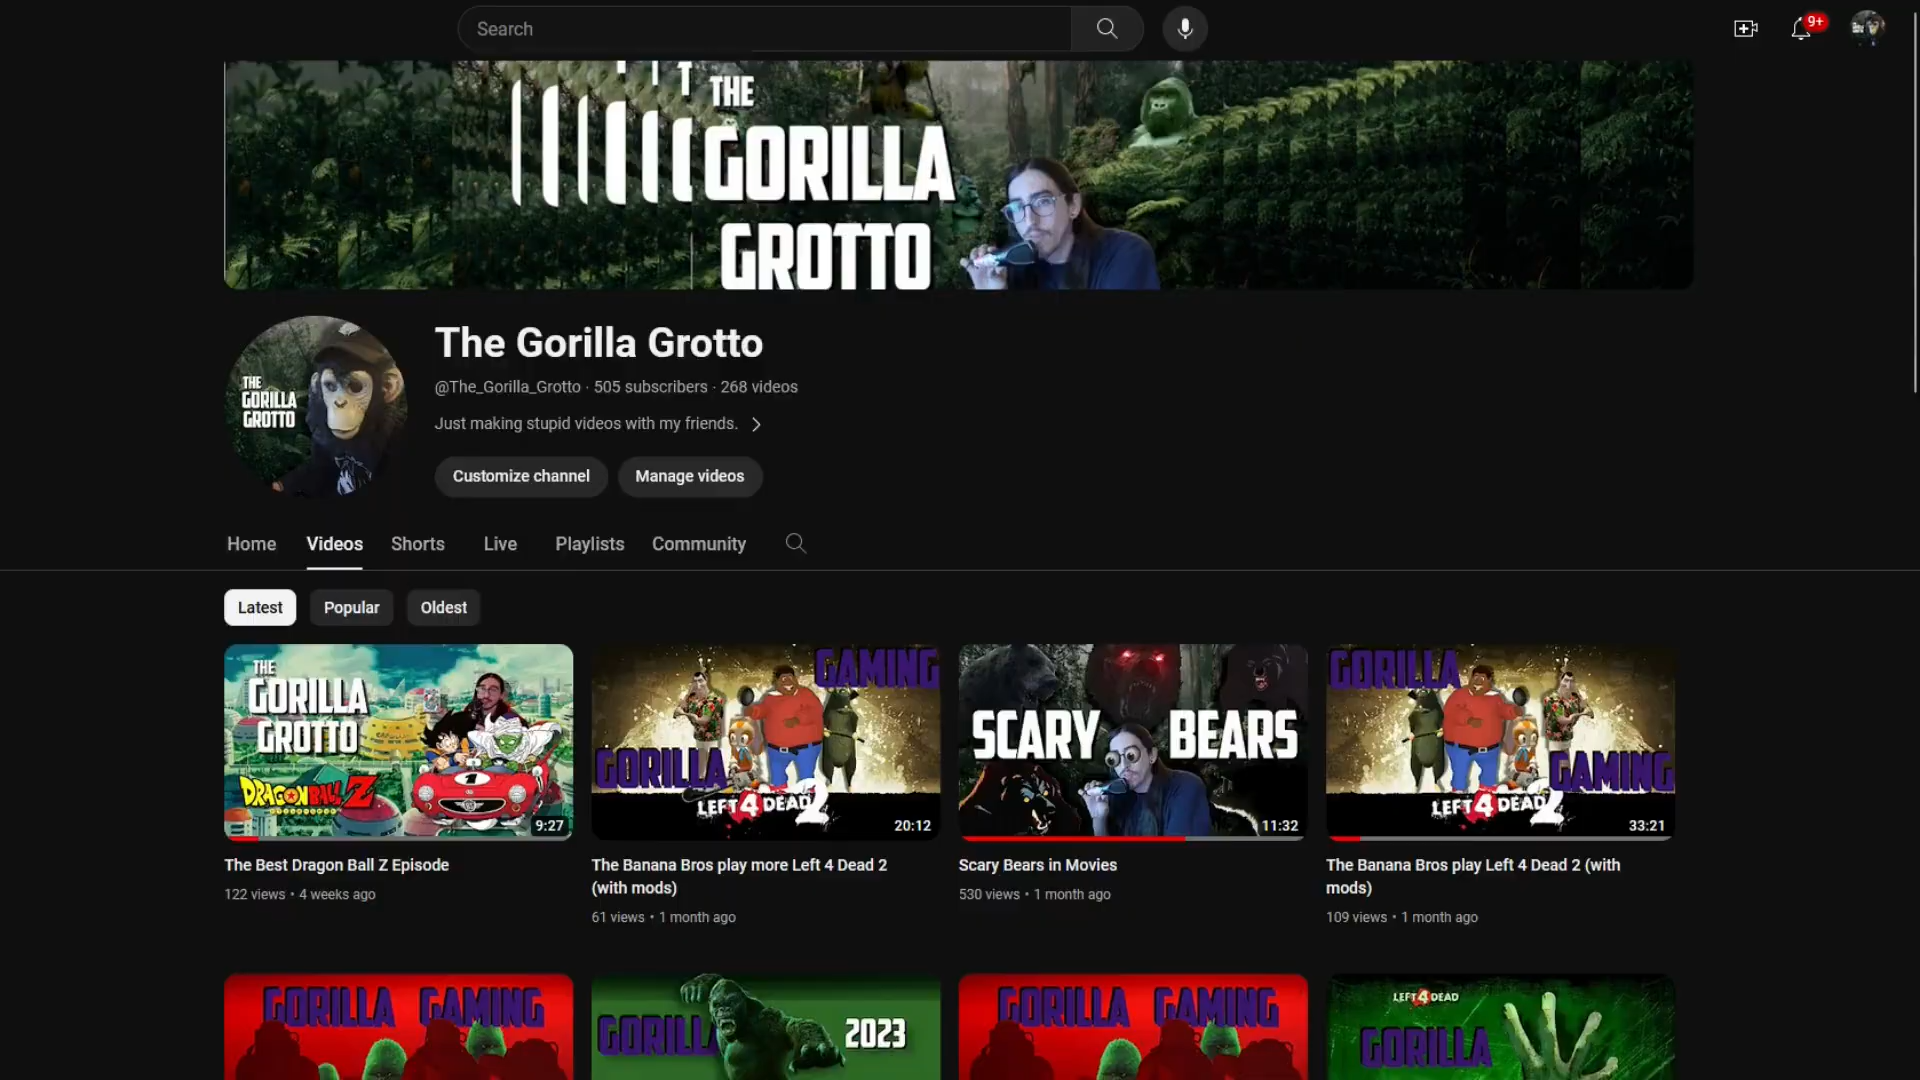 Search
9+
THE
GORILLA
GROTTO
THE
GORILLA
GROTTO
The Gorilla Grotto
@The_Gorilla_Grotto · 505 subscribers · 268 videos
Just making stupid videos with my friends.
Customize channel
Manage videos
Home
Videos
Shorts
Live
Playlists
Community
Latest
Popular
Oldest
THE
GORILLA
GROTTO
DRAGON BALL Z
1
9:27
GAMING
GORILLA
LEFT 4 DEAD 2
20:12
SCARY BEARS
11:32
GORILLA
GAMING
LEFT 4 DEAD 2
33:21
The Best Dragon Ball Z Episode
122 views • 4 weeks ago
The Banana Bros play more Left 4 Dead 2
(with mods)
61 views • 1 month ago
Scary Bears in Movies
530 views • 1 month ago
The Banana Bros play Left 4 Dead 2 (with
mods)
109 views • 1 month ago
GORILLA GAMING
GORILLA
2023
GORILLA GAMING
LEFT 4 DEAD
GORILLA